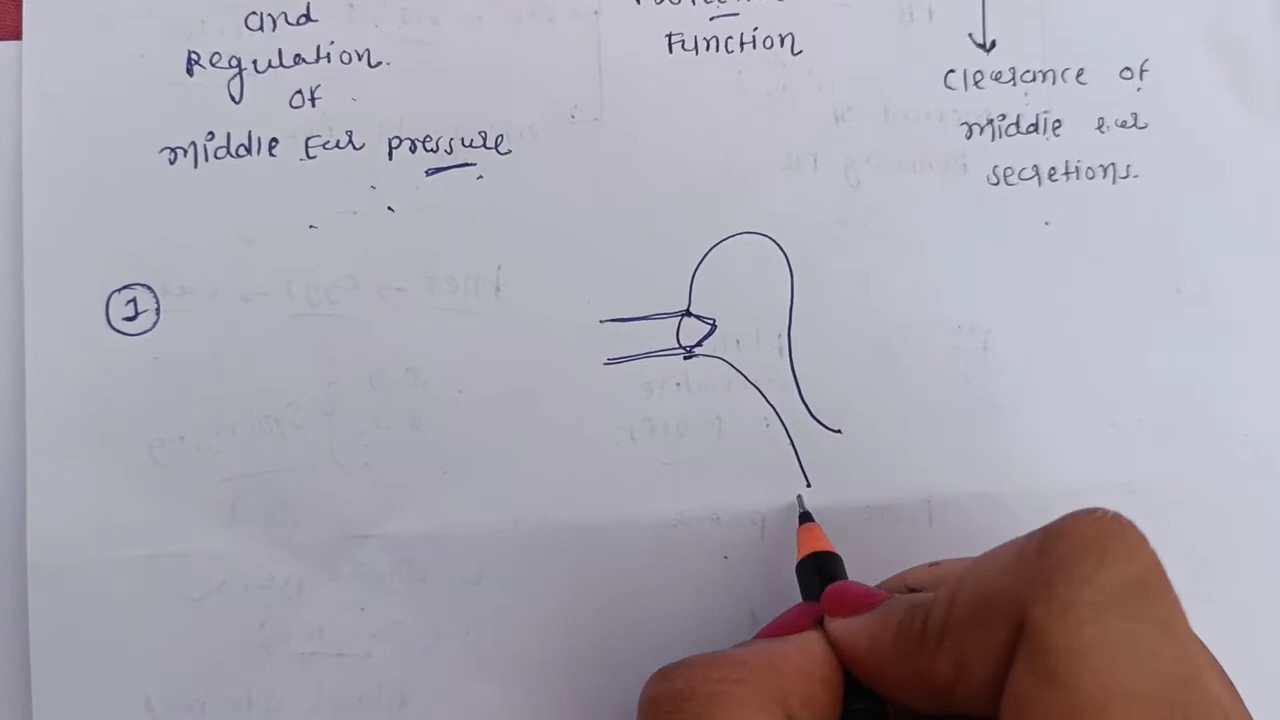 and
Regulation.
of
middle Ear pressure
Function
clearance of
middle ear
secretions.
1